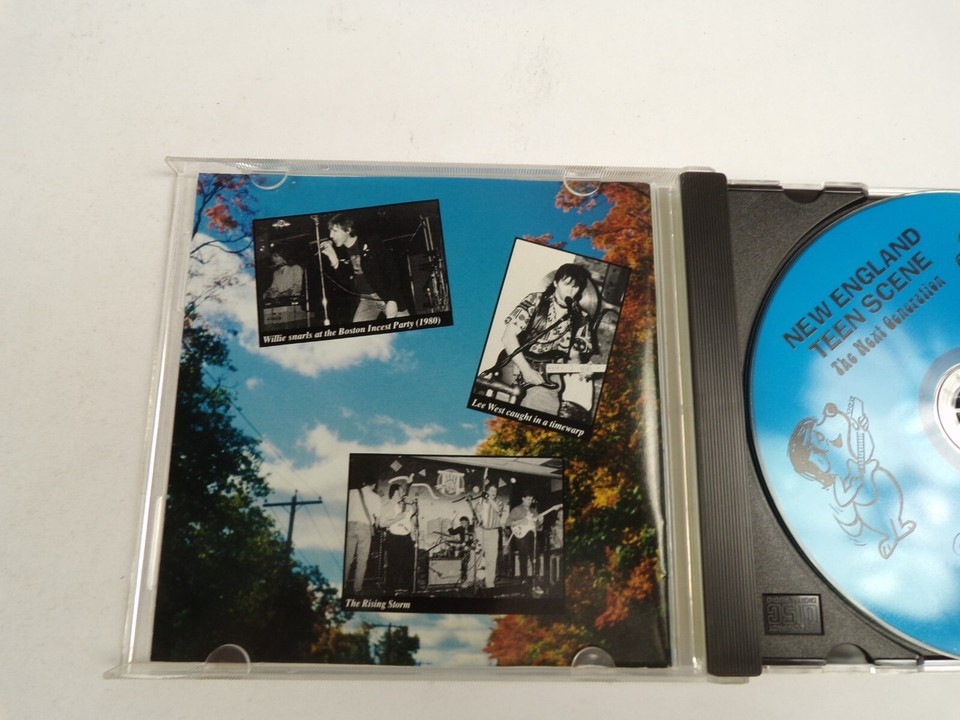 Willie snarls at the Boston Incest Party (1980)
Lee West caught in a timewarp
The Rising Storm
NEW ENGLAND
TEEN SCENE
The Next Generation